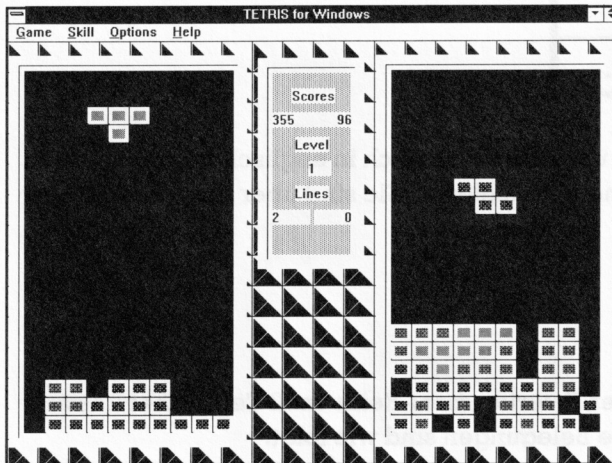 TETRIS for Windows
Game Skill Options Help
Scores
355 96
Level
1
Lines
2 0